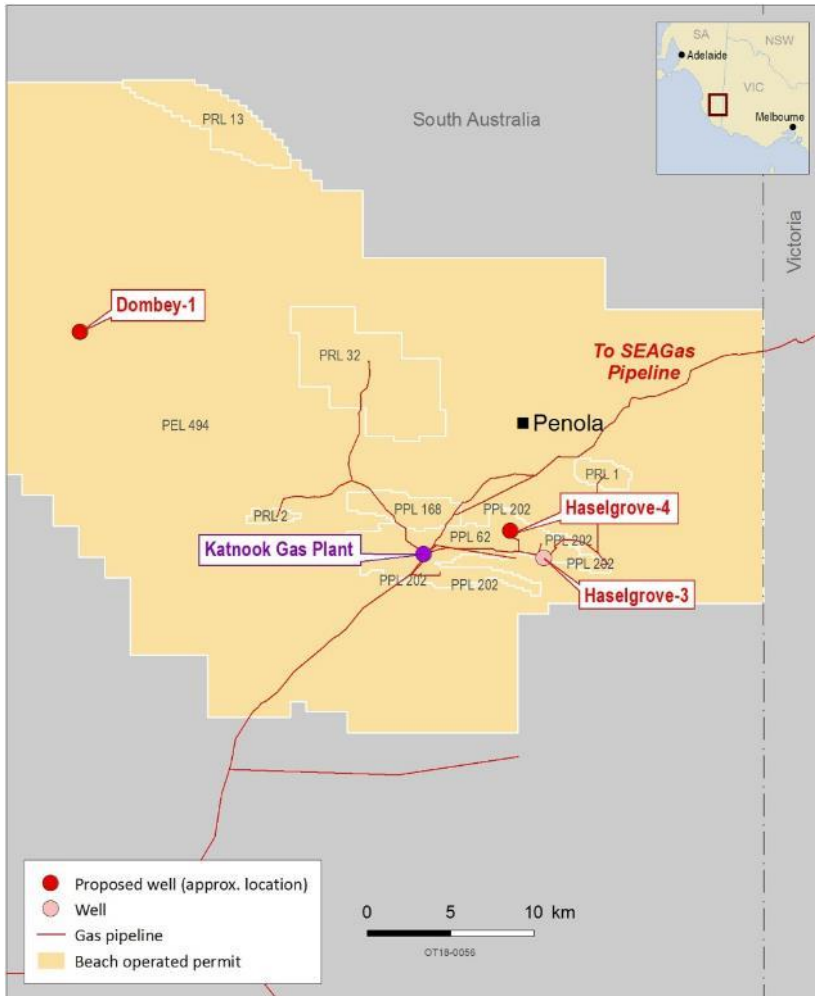 SA
NSW
Adelaide
VIC
Melbourne
PRL 13
South Australia
Victoria
Dombey-1
To SEAGas
Pipeline
PRL 32
PEL 494
Penola
PRL 1
PRL 2
PPL 168
PPL 202
Haselgrove-4
Katnook Gas Plant
PPL 62
PPL 202
PPL 202
PPL 202
PPL 202
Haselgrove-3
Proposed well (approx. location)
Well
Gas pipeline
Beach operated permit
0 5 10 km
OT18-0056